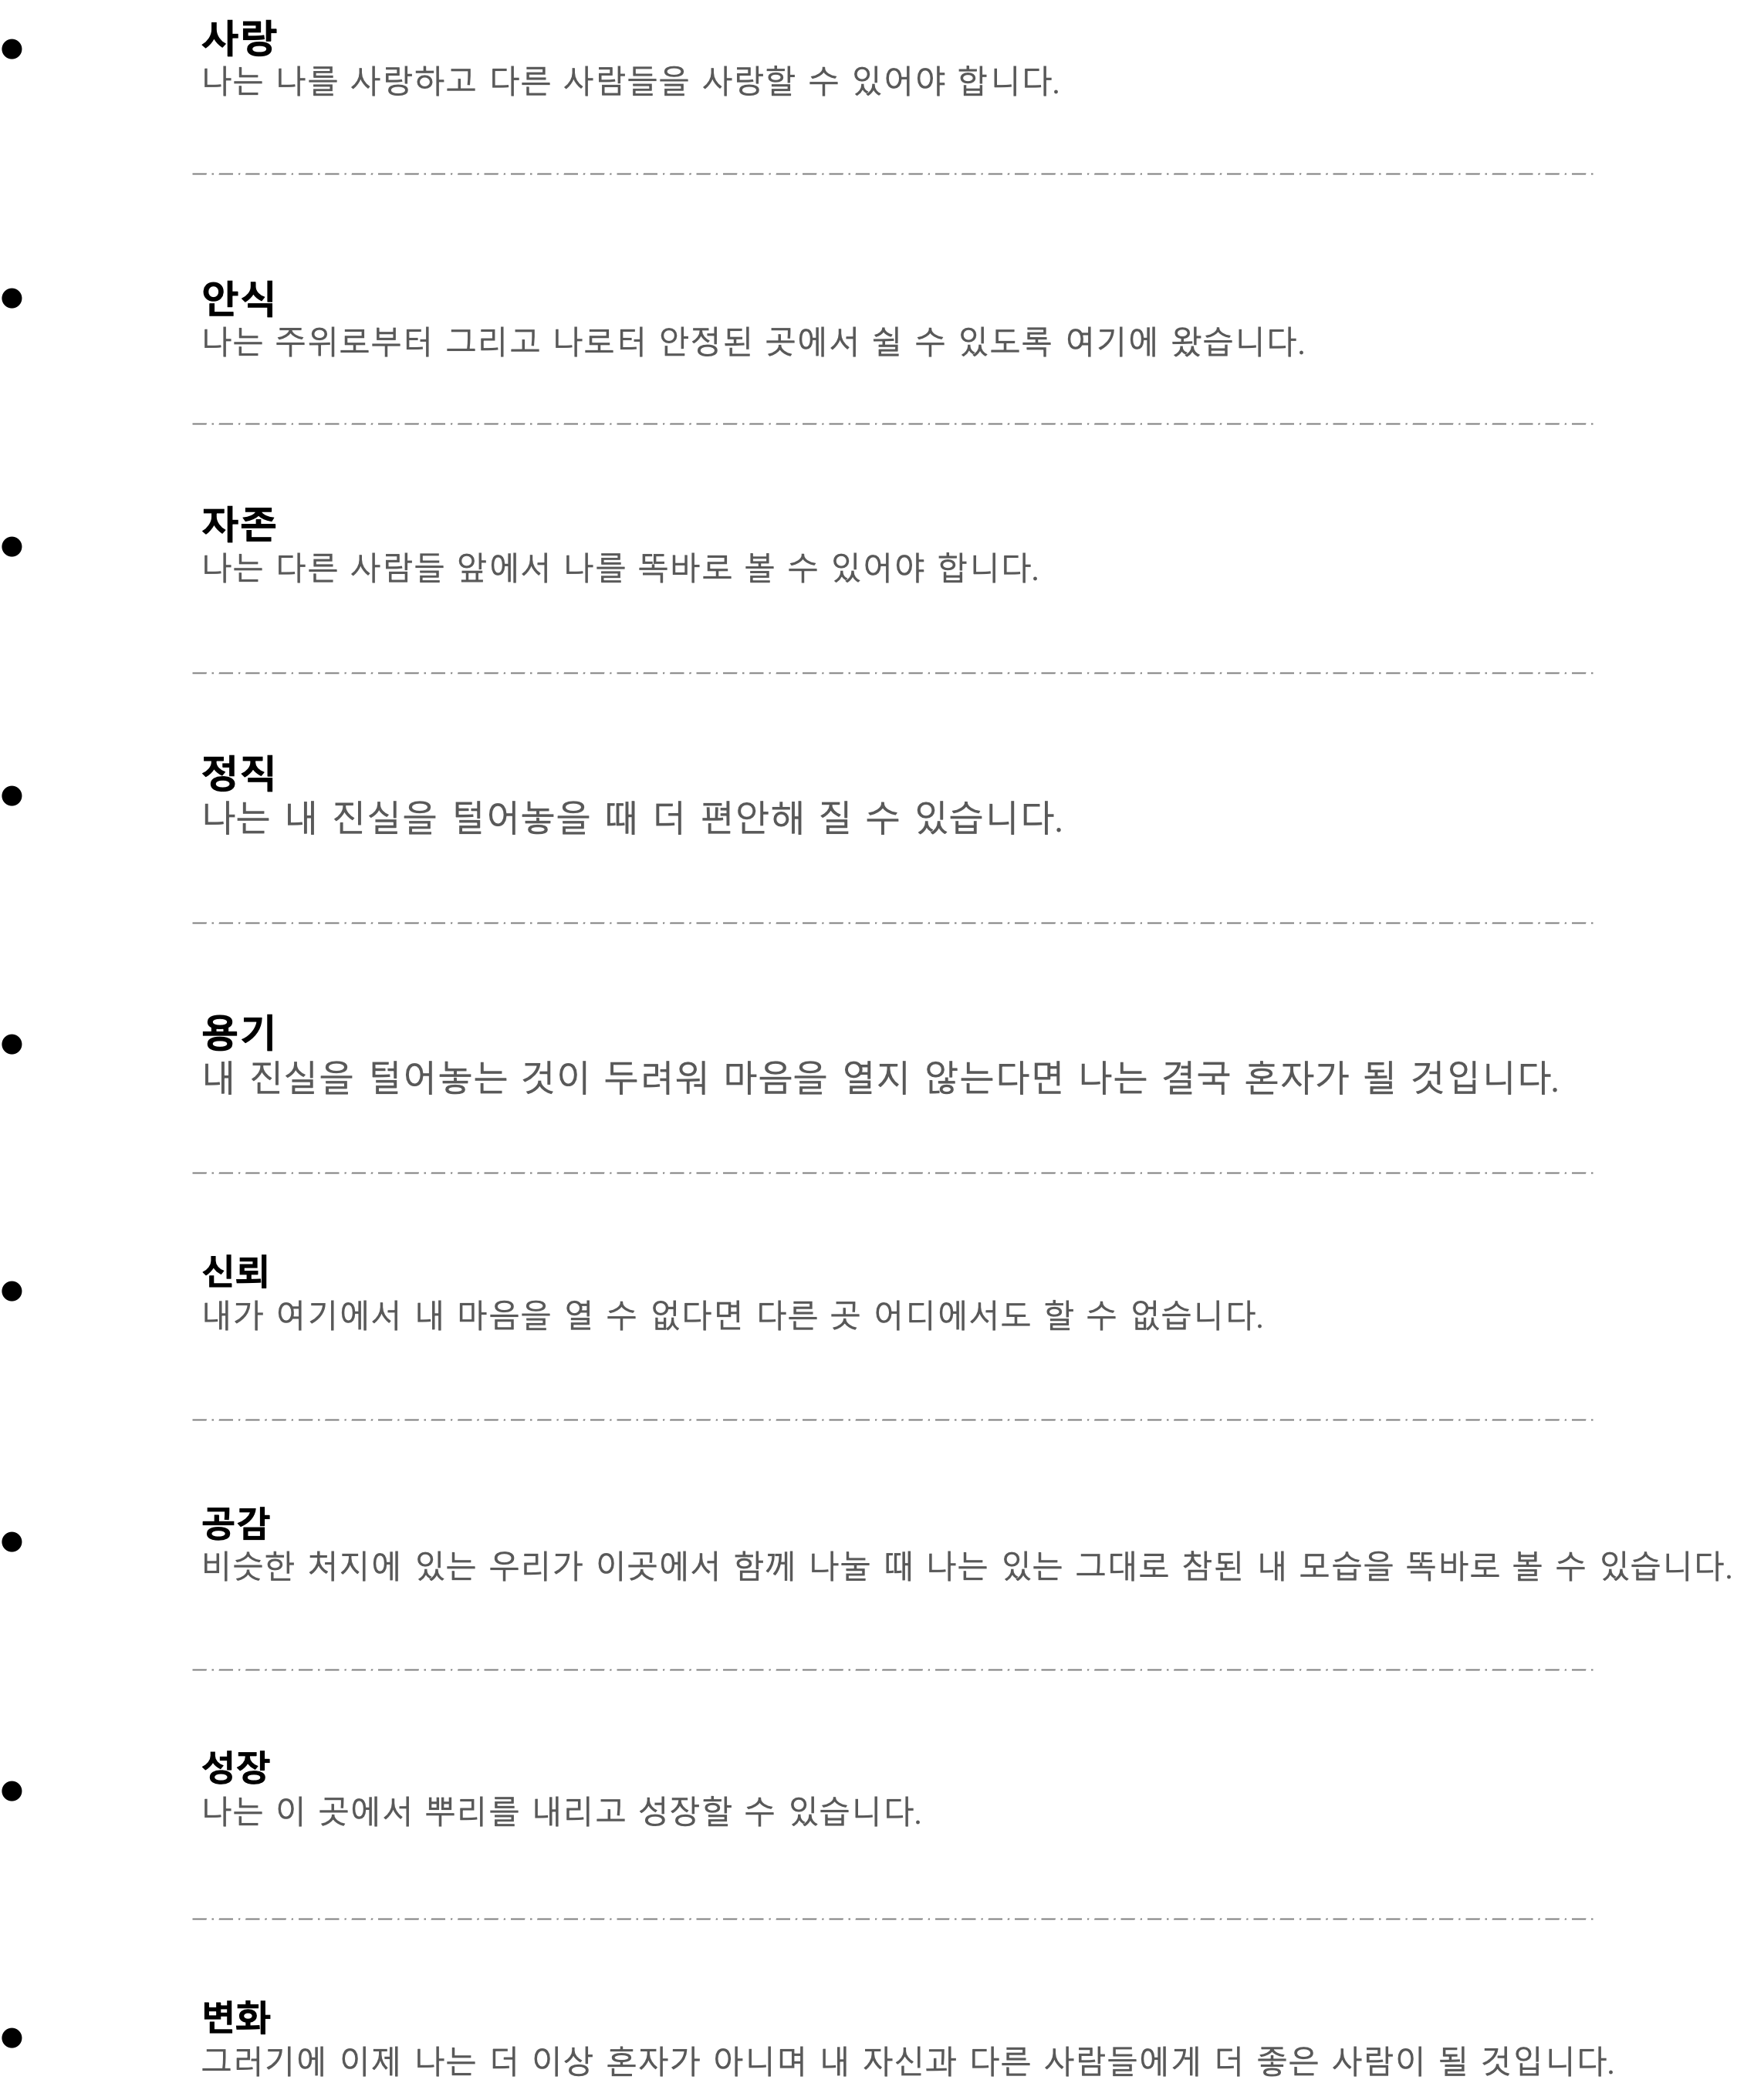 사랑
나는 나를 사랑하고 다른 사람들을 사랑할 수 있어야 합니다.
안식
나는 주위로부터 그리고 나로터 안정된 곳에서 쉴 수 있도록 여기에 왔습니다.
자존
나는 다른 사람들 앞에서 나를 똑바로 볼 수 있어야 합니다.
정직
나는 내 진실을 털어놓을 때 더 편안해 질 수 있습니다.
용기
내 진실을 털어놓는 것이 두려워 마음을 열지 않는다면 나는 결국 혼자가 될 것입니다.
신뢰
내가 여기에서 내 마음을 열 수 없다면 다른 곳 어디에서도 할 수 없습니다.
공감
비슷한 처지에 있는 우리가 이곳에서 함께 나눌 때 나는 있는 그대로 참된 내 모습을 똑바로 볼 수 있습니다.
성장
나는 이 곳에서 뿌리를 내리고 성장할 수 있습니다.
변화
그러기에 이제 나는 더 이상 혼자가 아니며 내 자신과 다른 사람들에게 더 좋은 사람이 될 것입니다.